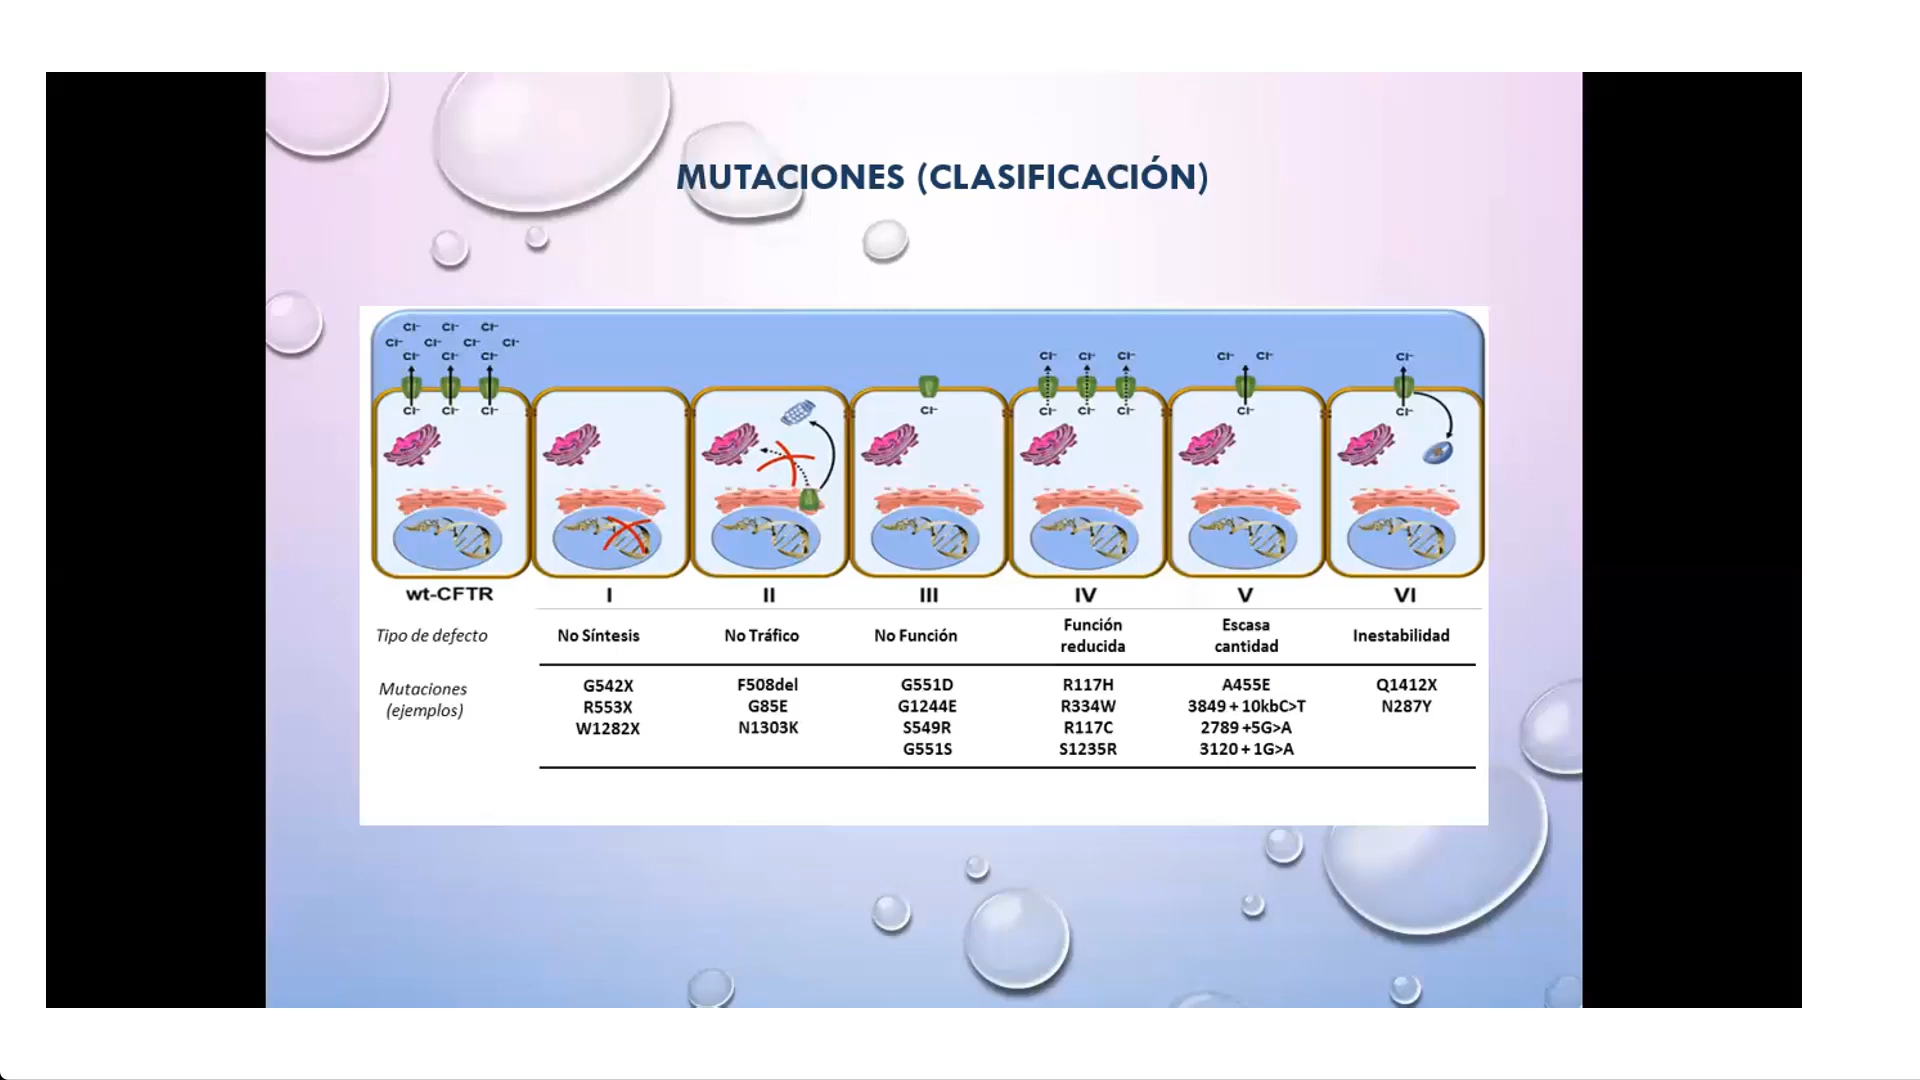 MUTACIONES (CLASIFICACIÓN)
Cl- Cl- Cl-
Cl- Cl- Cl- Cl-
Cl- Cl- Cl- Cl- Cl- Cl- Cl- Cl- Cl-
Cl- Cl- Cl- Cl- Cl- Cl- Cl- Cl- Cl-
wt-CFTR I II III IV V VI
Tipo de defecto No Síntesis No Tráfico No Función Función reducida Escasa cantidad Inestabilidad
Mutaciones (ejemplos)
G542X F508del G551D R117H A455E Q1412X
R553X G85E G1244E R334W 3849 + 10kbC>T N287Y
W1282X N1303K S549R R117C 2789 +5G>A
G551S S1235R 3120 + 1G>A